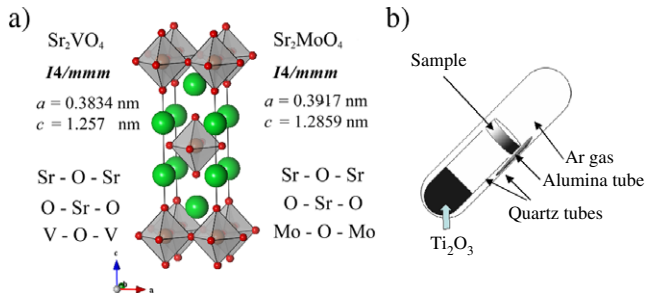 a)
Sr₂VO₄
I4/mmm
a = 0.3834 nm
c = 1.257 nm
Sr - O - Sr
O - Sr - O
V - O - V
Sr₂MoO₄
I4/mmm
a = 0.3917 nm
c = 1.2859 nm
Sr - O - Sr
O - Sr - O
Mo - O - Mo
c
b
a
b)
Sample
Ar gas
Alumina tube
Quartz tubes
Ti₂O₃